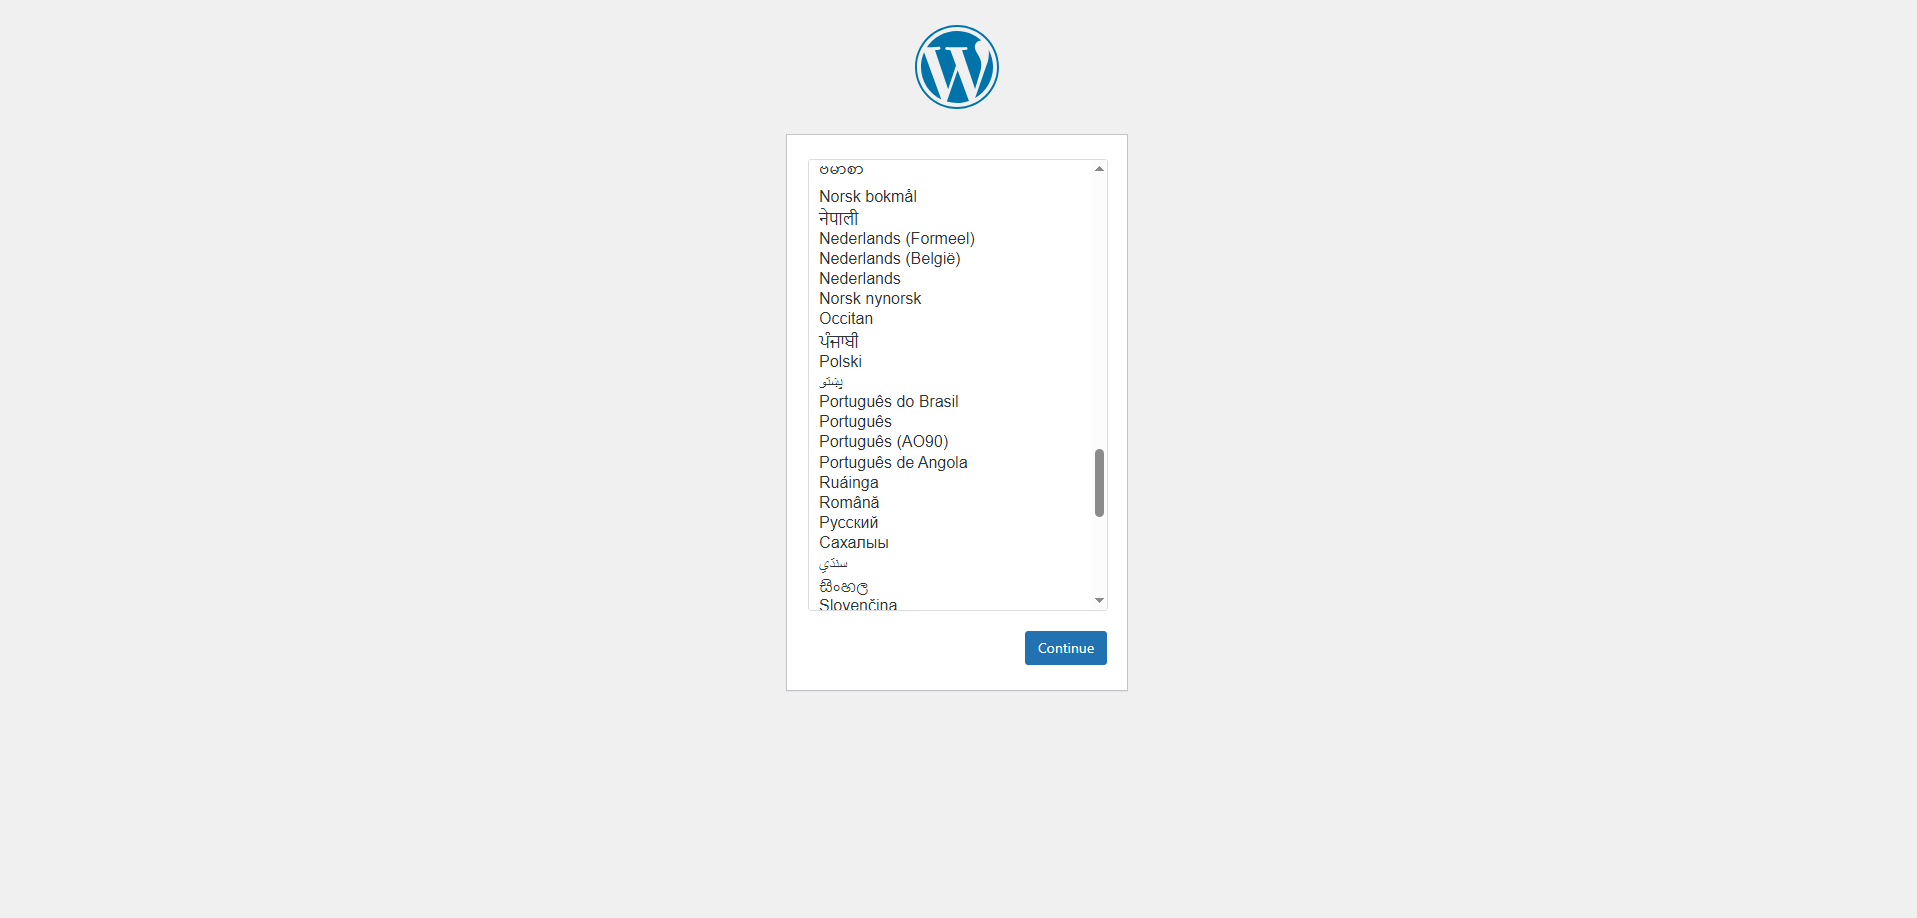 ဗမာစာ
Norsk bokmål
नेपाली
Nederlands (Formeel)
Nederlands (België)
Nederlands
Norsk nynorsk
Occitan
ਪੰਜਾਬੀ
Polski
پښتو
Português do Brasil
Português
Português (AO90)
Português de Angola
Ruáinga
Română
Русский
Сахалыы
سنڌي
සිංහල
Slovenčina
Continue